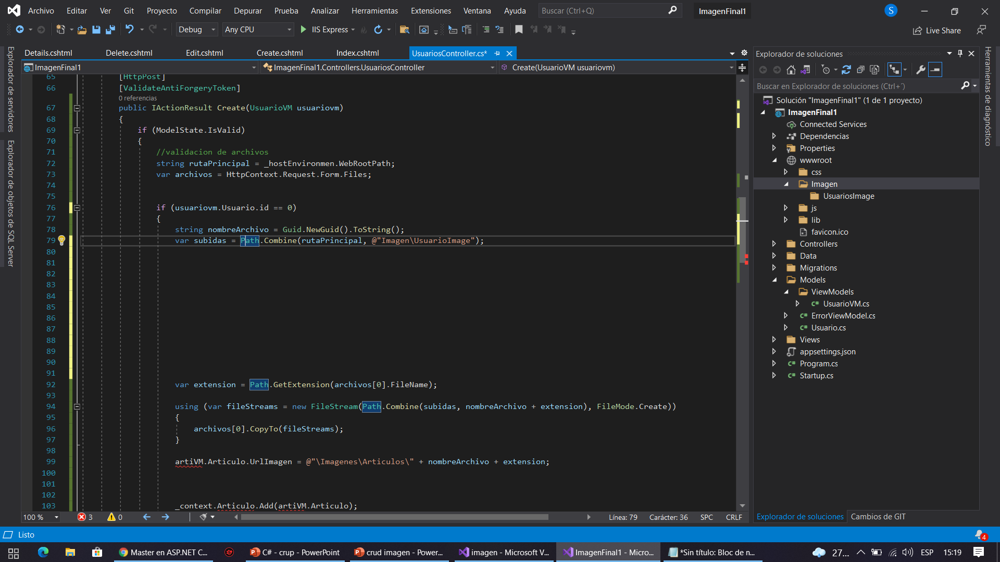 Archivo Editar Ver Git Proyecto Compilar Depurar Prueba Analizar Herramientas Extensiones Ventana Ayuda Buscar (Ctrl+Q) ImagenFinal1 S
Debug Any CPU IIS Express Live Share
Explorador de servidores
Explorador de objetos de SQL Server
Details.cshtml Delete.cshtml Edit.cshtml Create.cshtml Index.cshtml UsuariosController.cs*
ImagenFinal1 ImagenFinal1.Controllers.UsuariosController Create(UsuarioVM usuariovm)
65 [HttpPost]
66 [ValidateAntiForgeryToken]
0 referencias
67 public IActionResult Create(UsuarioVM usuariovm)
68 {
69 if (ModelState.IsValid)
70 {
71 //validacion de archivos
72 string rutaPrincipal = _hostEnvironmen.WebRootPath;
73 var archivos = HttpContext.Request.Form.Files;
74
75
76 if (usuariovm.Usuario.id == 0)
77 {
78 string nombreArchivo = Guid.NewGuid().ToString();
79 var subidas = Path.Combine(rutaPrincipal, @"Imagen\UsuarioImage");
80
81
82
83
84
85
86
87
88
89
90
91
92 var extension = Path.GetExtension(archivos[0].FileName);
93
94 using (var fileStreams = new FileStream(Path.Combine(subidas, nombreArchivo + extension), FileMode.Create))
95 {
96 archivos[0].CopyTo(fileStreams);
97 }
98
99 artiVM.Articulo.UrlImagen = @"\Imagenes\Articulos\" + nombreArchivo + extension;
100
101
102
103 _context.Articulo.Add(artiVM.Articulo);
100 % 3 0 Línea: 79 Carácter: 36 SPC CRLF
Explorador de soluciones
Buscar en Explorador de soluciones (Ctrl+´)
Solución "ImagenFinal1" (1 de 1 proyecto)
ImagenFinal1
Connected Services
Dependencias
Properties
wwwroot
css
Imagen
UsuariosImage
js
lib
favicon.ico
Controllers
Data
Migrations
Models
ViewModels
C# UsuarioVM.cs
C# ErrorViewModel.cs
C# Usuario.cs
Views
appsettings.json
C# Program.cs
C# Startup.cs
Explorador de soluciones Cambios de GIT
Herramientas de diagnóstico
Listo 4
Master en ASP.NET C... C# - crup - PowerPoint crud imagen - Power... imagen - Microsoft V... ImagenFinal1 - Micro... *Sin título: Bloc de n... 27... ESP 15:19